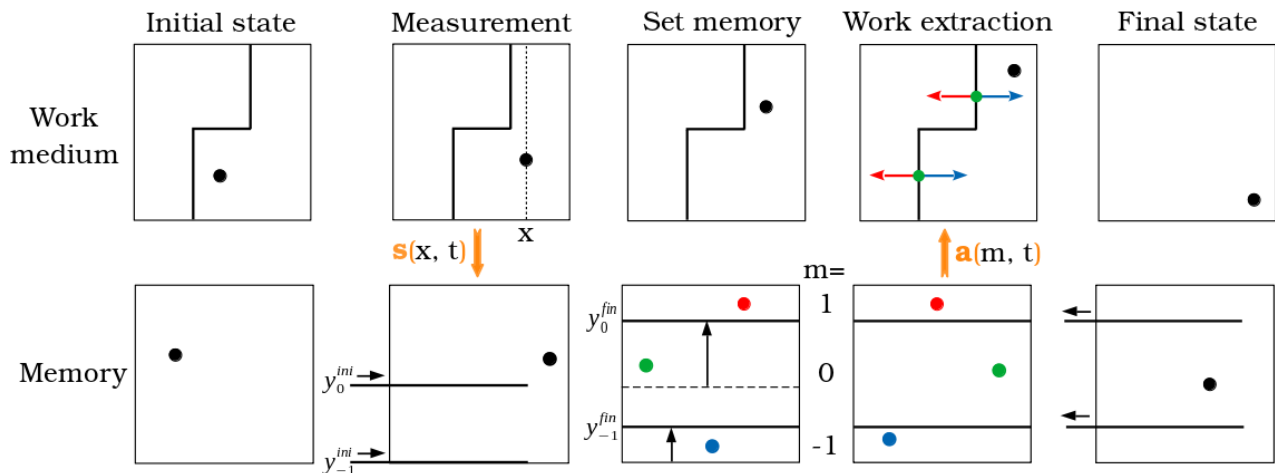 Initial state
Measurement
Set memory
Work extraction
Final state
Work
medium
x
s(x, t)
a(m, t)
m=
Memory
y_0^{ini}
y_{-1}^{ini}
y_0^{fin}
y_{-1}^{fin}
1
0
-1